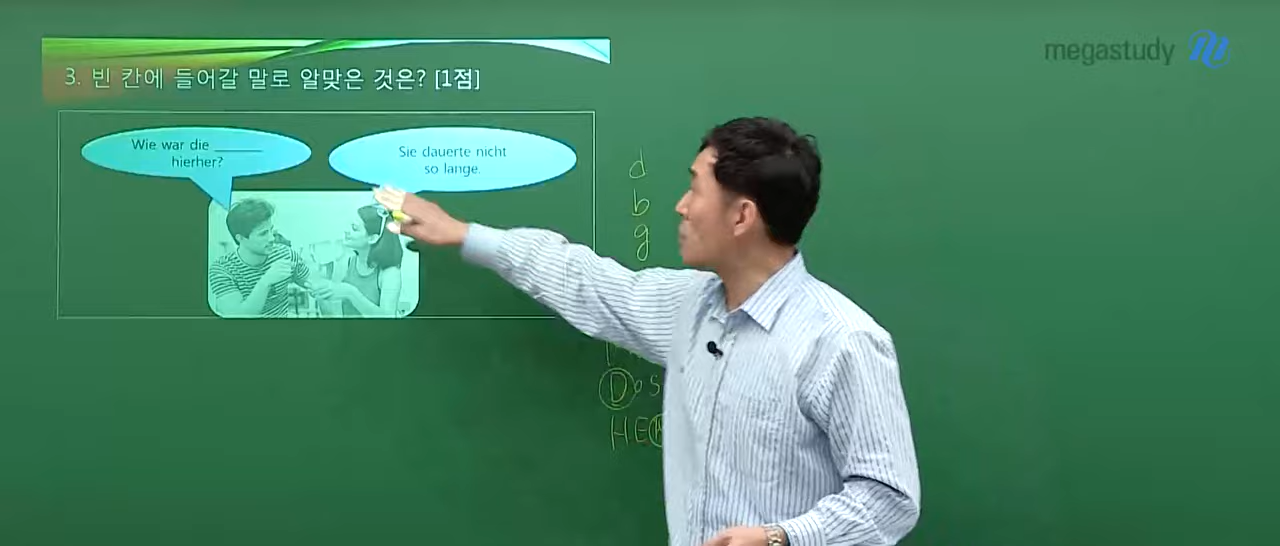 megastudy
3. 빈 칸에 들어갈 말로 알맞은 것은? [1점]
Wie war die ______
hierher?
Sie dauerte nicht
so lange.
d
b
g
Dos
HE